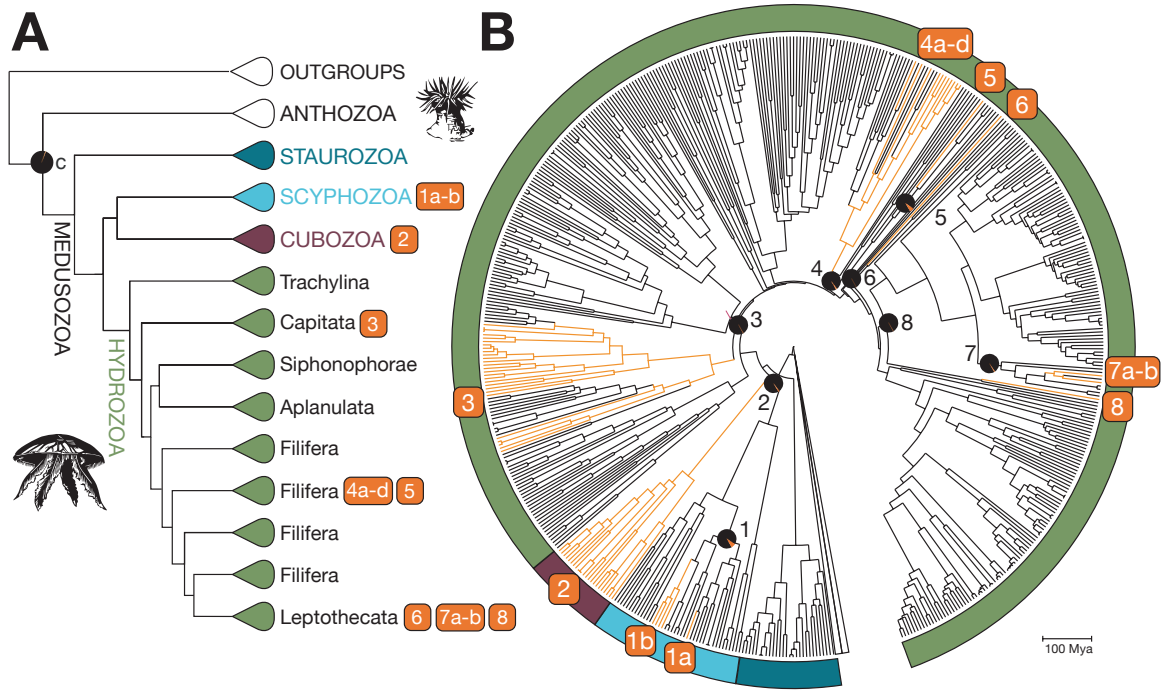 A
OUTGROUPS
ANTHOZOA
C
STAUROZOA
SCYPHOZOA 1a-b
CUBOZOA 2
MEDUSOZOA
Trachylina
Capitata 3
HYDROZOA
Siphonophorae
Aplanulata
Filifera
Filifera 4a-d 5
Filifera
Filifera
Leptothecata 6 7a-b 8
B
4a-d
5
6
5
4
6
3
8
7
7a-b
3
2
8
1
2
1b
1a
100 Mya